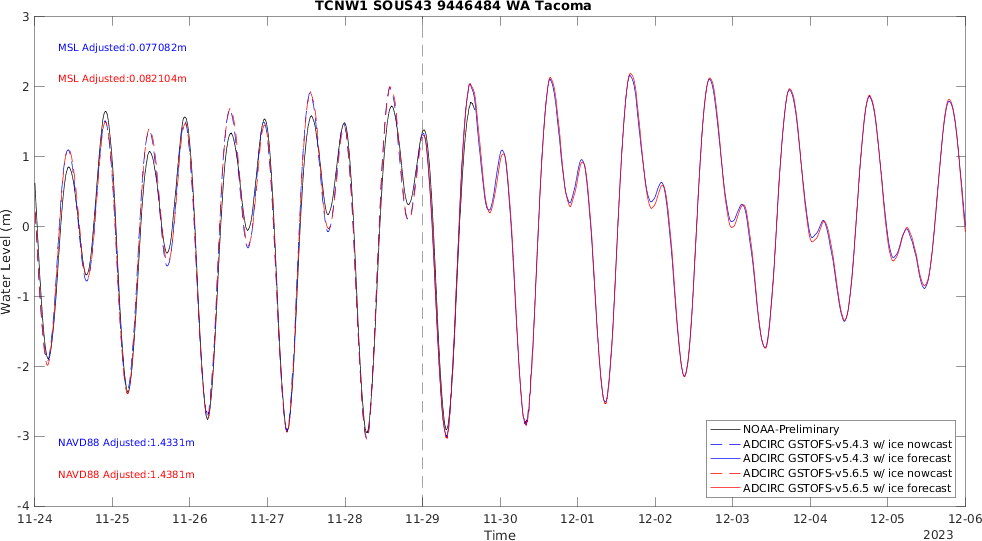 TCNW1 SOUS43 9446484 WA Tacoma
3
2
1
0
-1
-2
-3
-4
Water Level (m)
MSL Adjusted:0.077082m
MSL Adjusted:0.082104m
NAVD88 Adjusted:1.4331m
NAVD88 Adjusted:1.4381m
NOAA-Preliminary
ADCIRC GSTOFS-v5.4.3 w/ ice nowcast
ADCIRC GSTOFS-v5.4.3 w/ ice forecast
ADCIRC GSTOFS-v5.6.5 w/ ice nowcast
ADCIRC GSTOFS-v5.6.5 w/ ice forecast
11-24 11-25 11-26 11-27 11-28 11-29 11-30 12-01 12-02 12-03 12-04 12-05 12-06
Time
2023